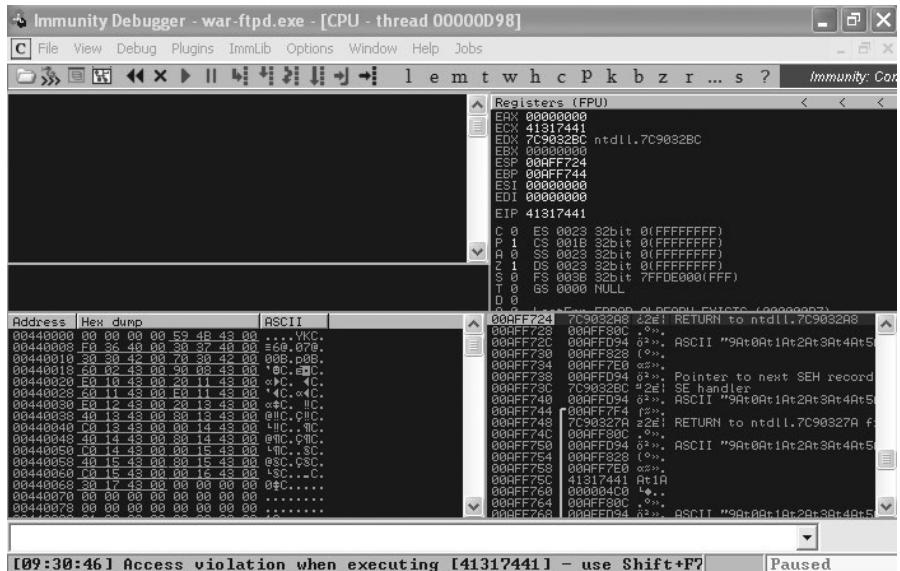 Immunity Debugger - war-ftpd.exe - [CPU - thread 00000D98]
C File View Debug Plugins ImmLib Options Window Help Jobs
l e m t w h c P k b z r ... s ? Immunity: Con
Registers (FPU) < < <
EAX 00000000
ECX 41317441
EDX 7C9032BC ntdll.7C9032BC
EBX 00000000
ESP 00AFF724
EBP 00AFF744
ESI 00000000
EDI 00000000
EIP 41317441
C 0 ES 0023 32bit 0(FFFFFFFF)
P 1 CS 001B 32bit 0(FFFFFFFF)
A 0 SS 0023 32bit 0(FFFFFFFF)
Z 1 DS 0023 32bit 0(FFFFFFFF)
S 0 FS 003B 32bit 7FFDE000(FFF)
T 0 GS 0000 NULL
D 0
Address Hex dump ASCII
00440000 00 00 00 00 59 4B 43 00 ....YKC.
00440008 F0 36 40 00 30 37 40 00 ≡6@.07@.
00440010 30 30 42 00 70 30 42 00 00B.p0B.
00440018 60 02 43 00 90 08 43 00
00440020 E0 10 43 00 20 11 43 00
00440028 60 11 43 00 E0 11 43 00
00440030 E0 12 43 00 20 13 43 00
00440038 40 13 43 00 80 13 43 00
00440040 C0 13 43 00 00 14 43 00
00440048 40 14 43 00 80 14 43 00
00440050 C0 14 43 00 00 15 43 00
00440058 40 15 43 00 80 15 43 00
00440060 C0 15 43 00 00 16 43 00
00440068 30 17 43 00 00 00 00 00
00440070 00 00 00 00 00 00 00 00 ........
00440078 00 00 00 00 00 00 00 00 ........
00AFF724 7C9032A8 RETURN to ntdll.7C9032A8
00AFF728 00AFF80C
00AFF72C 00AFFD94 ASCII "9At0At1At2At3At4At5
00AFF730 00AFF828
00AFF734 00AFF7E0
00AFF738 00AFFD94 Pointer to next SEH record
00AFF73C 7C9032BC SE handler
00AFF740 00AFFD94 ASCII "9At0At1At2At3At4At5
00AFF744 00AFF7F4
00AFF748 7C90327A RETURN to ntdll.7C90327A
00AFF74C 00AFF80C
00AFF750 00AFFD94 ASCII "9At0At1At2At3At4At5
00AFF754 00AFF828
00AFF758 00AFF7E0
00AFF75C 41317441 At1A
00AFF760 000004C0
00AFF764 00AFF80C
00AFF768 00AFFD94 ASCII "9At0At1At2At3At4At5
[09:30:46] Access violation when executing [41317441] - use Shift+F7 Paused